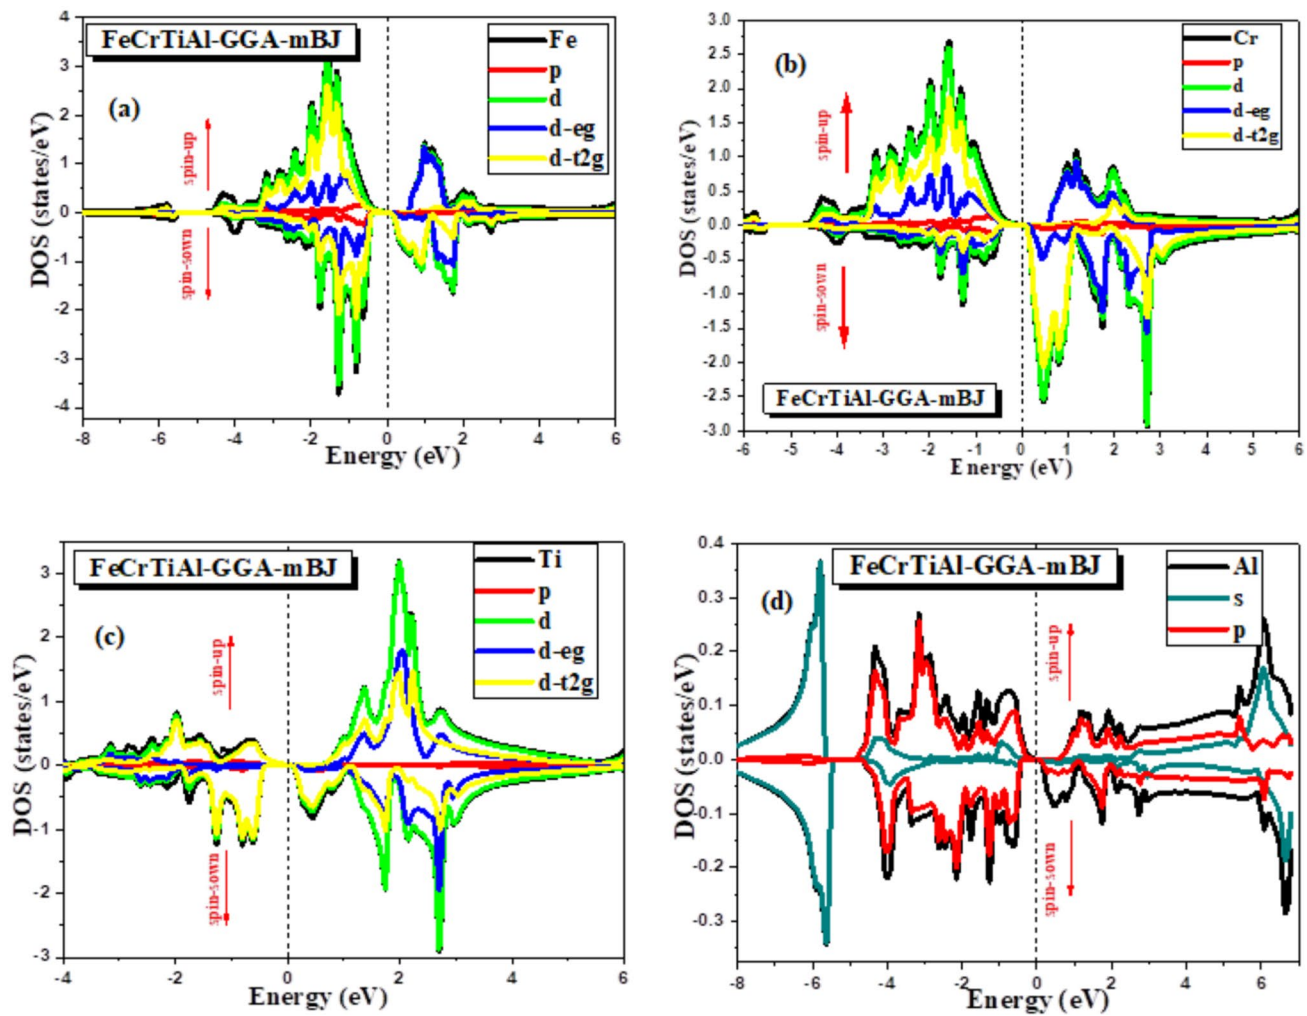 FeCrTiAl-GGA-mBJ
(a)
spin-up
spin-sown
Fe
p
d
d-eg
d-t2g
DOS (states/eV)
4
3
2
1
0
-1
-2
-3
-4
-8 -6 -4 -2 0 2 4 6
Energy (eV)
(b)
spin-up
spin-sown
Cr
p
d
d-eg
d-t2g
FeCrTiAl-GGA-mBJ
DOS (states/eV)
3.0
2.5
2.0
1.5
1.0
0.5
0.0
-0.5
-1.0
-1.5
-2.0
-2.5
-3.0
-6 -5 -4 -3 -2 -1 0 1 2 3 4 5 6
Energy (eV)
FeCrTiAl-GGA-mBJ
(c)
spin-up
spin-sown
Ti
p
d
d-eg
d-t2g
DOS (states/eV)
3
2
1
0
-1
-2
-3
-4 -2 0 2 4 6
Energy (eV)
FeCrTiAl-GGA-mBJ
(d)
spin-up
spin-sown
Al
s
p
DOS (states/eV)
0.4
0.3
0.2
0.1
0.0
-0.1
-0.2
-0.3
-8 -6 -4 -2 0 2 4 6
Energy (eV)